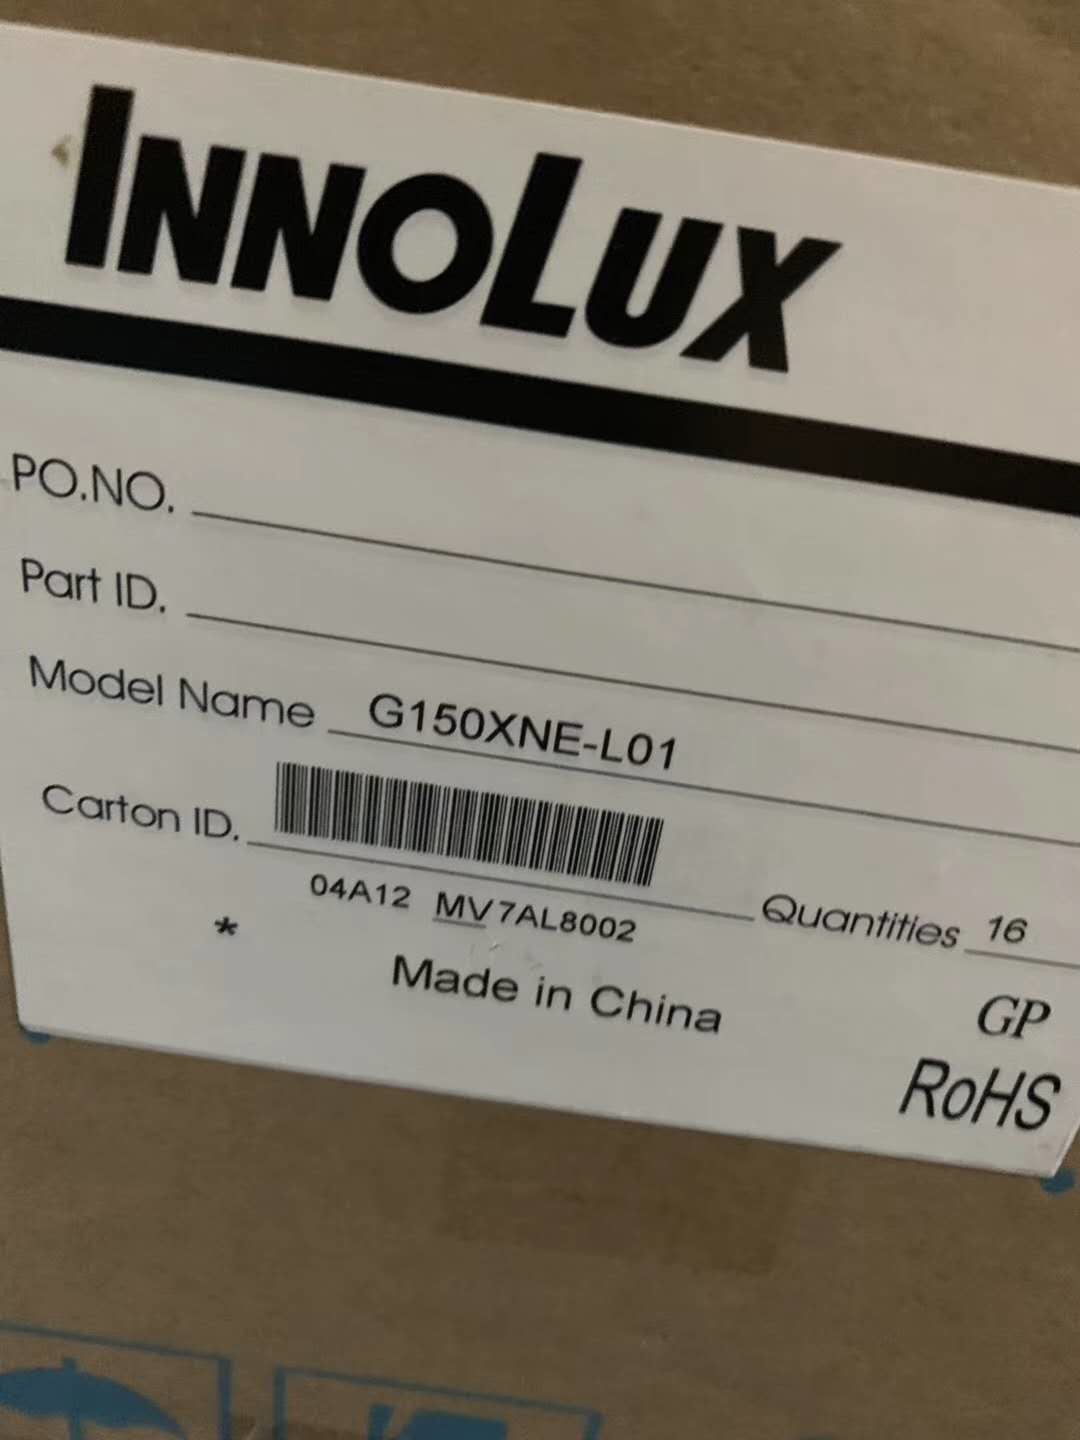 INNOLUX
PO.NO.
Part ID.
Model Name G150XNE-L01
Carton ID.
04A12 MV7AL8002
Quantities 16
* Made in China
GP
RoHS